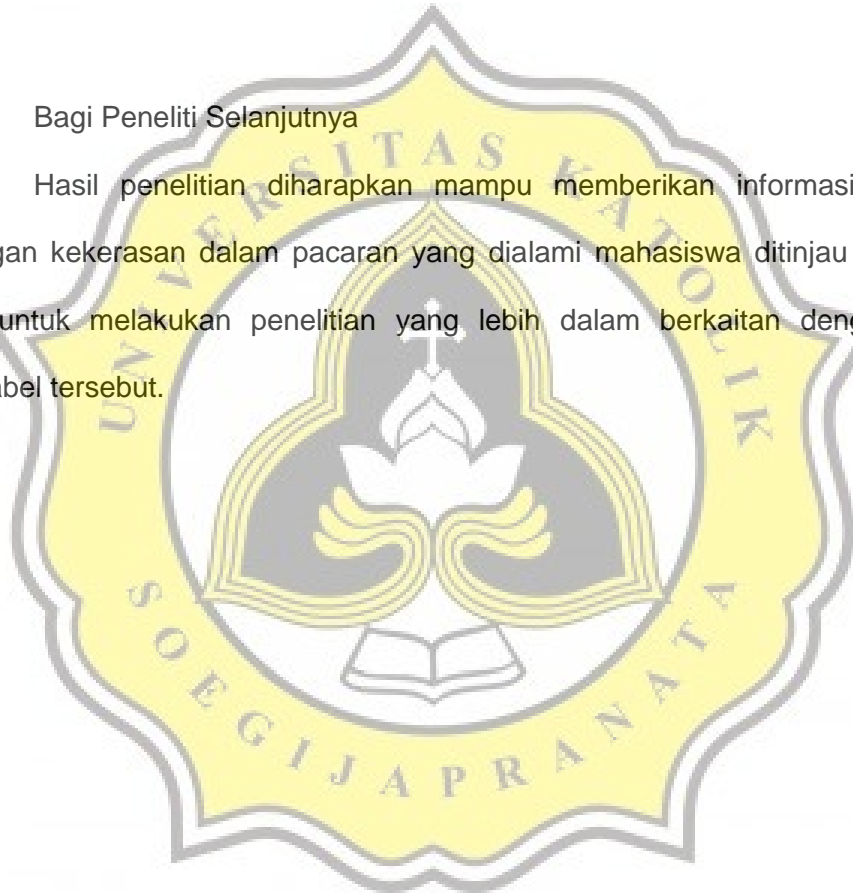 Bagi Peneliti Selanjutnya
Hasil penelitian diharapkan mampu memberikan informasi
gan kekerasan dalam pacaran yang dialami mahasiswa ditinjau
untuk melakukan penelitian yang lebih dalam berkaitan deng
abel tersebut.
UNIVERSITAS KATOLIK
SOEGIJAPRANATA